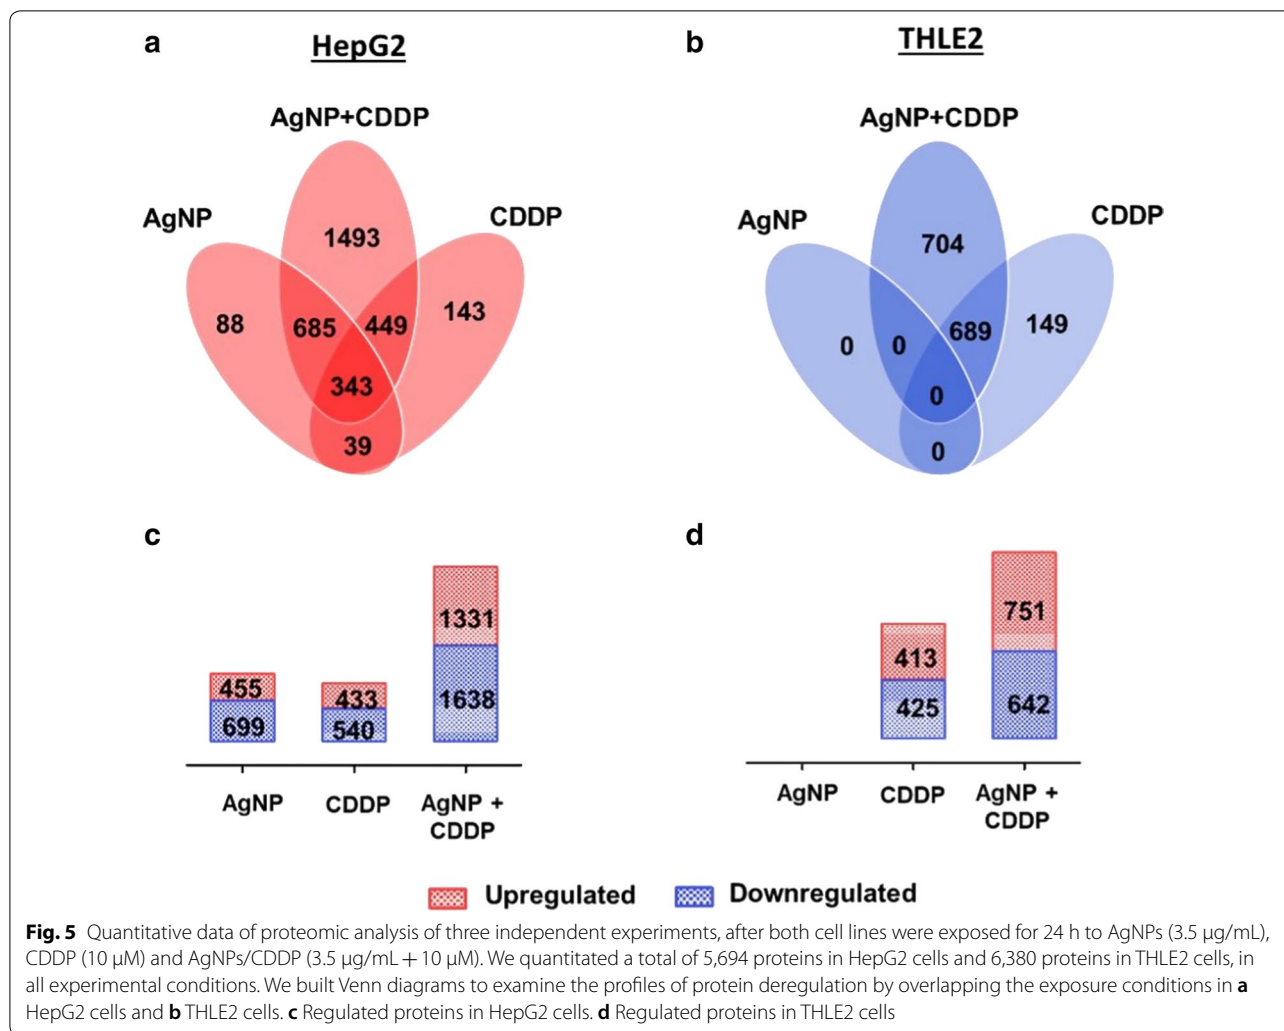 a
HepG2
b
THLE2
AgNP+CDDP
AgNP+CDDP
AgNP
CDDP
AgNP
CDDP
1493
88
685
449
143
343
39
704
0
0
689
149
0
0
c
d
455
699
433
540
1331
1638
413
425
751
642
AgNP
CDDP
AgNP +
CDDP
AgNP
CDDP
AgNP +
CDDP
Upregulated
Downregulated
Fig. 5 Quantitative data of proteomic analysis of three independent experiments, after both cell lines were exposed for 24 h to AgNPs (3.5 µg/mL),
CDDP (10 µM) and AgNPs/CDDP (3.5 µg/mL + 10 µM). We quantitated a total of 5,694 proteins in HepG2 cells and 6,380 proteins in THLE2 cells, in
all experimental conditions. We built Venn diagrams to examine the profiles of protein deregulation by overlapping the exposure conditions in a
HepG2 cells and b THLE2 cells. c Regulated proteins in HepG2 cells. d Regulated proteins in THLE2 cells